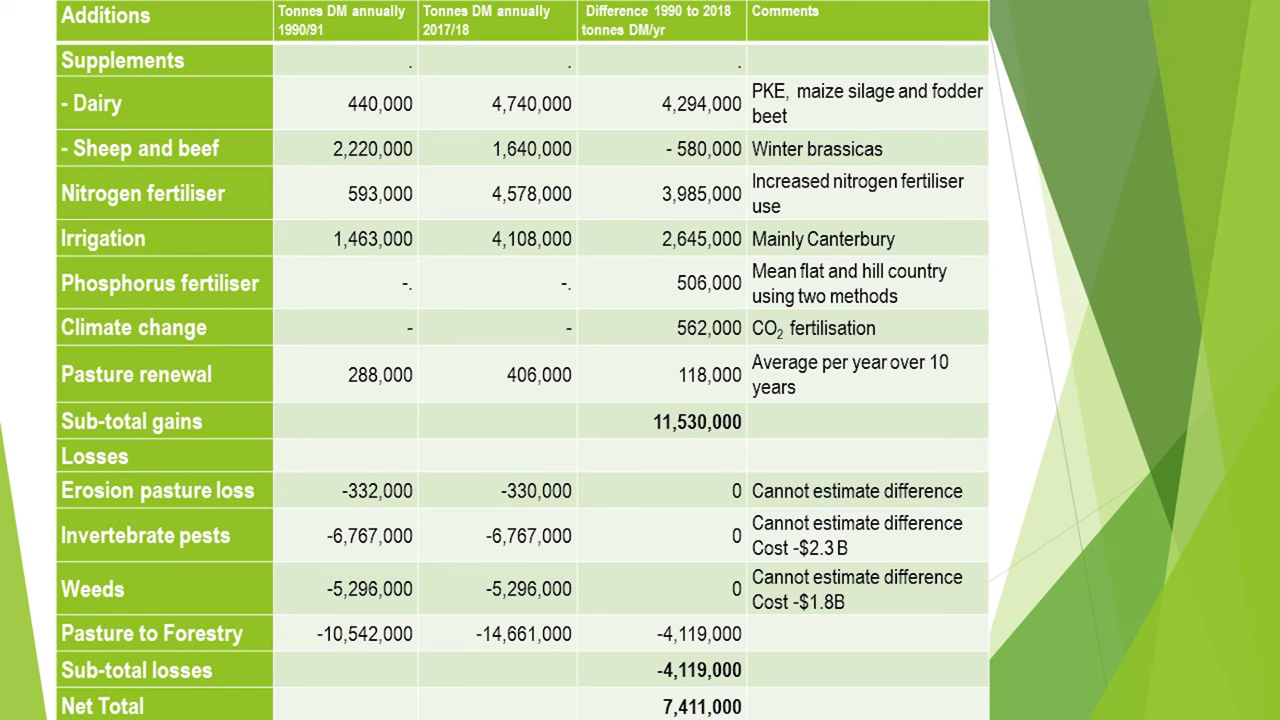 Additions Tonnes DM annually 1990/91 Tonnes DM annually 2017/18 Difference 1990 to 2018 tonnes DM/yr Comments
Supplements . . .
- Dairy 440,000 4,740,000 4,294,000 PKE, maize silage and fodder beet
- Sheep and beef 2,220,000 1,640,000 - 580,000 Winter brassicas
Nitrogen fertiliser 593,000 4,578,000 3,985,000 Increased nitrogen fertiliser use
Irrigation 1,463,000 4,108,000 2,645,000 Mainly Canterbury
Phosphorus fertiliser -. -. 506,000 Mean flat and hill country using two methods
Climate change - - 562,000 CO₂ fertilisation
Pasture renewal 288,000 406,000 118,000 Average per year over 10 years
Sub-total gains 11,530,000
Losses
Erosion pasture loss -332,000 -330,000 0 Cannot estimate difference
Invertebrate pests -6,767,000 -6,767,000 0 Cannot estimate difference Cost -$2.3 B
Weeds -5,296,000 -5,296,000 0 Cannot estimate difference Cost -$1.8B
Pasture to Forestry -10,542,000 -14,661,000 -4,119,000
Sub-total losses -4,119,000
Net Total 7,411,000